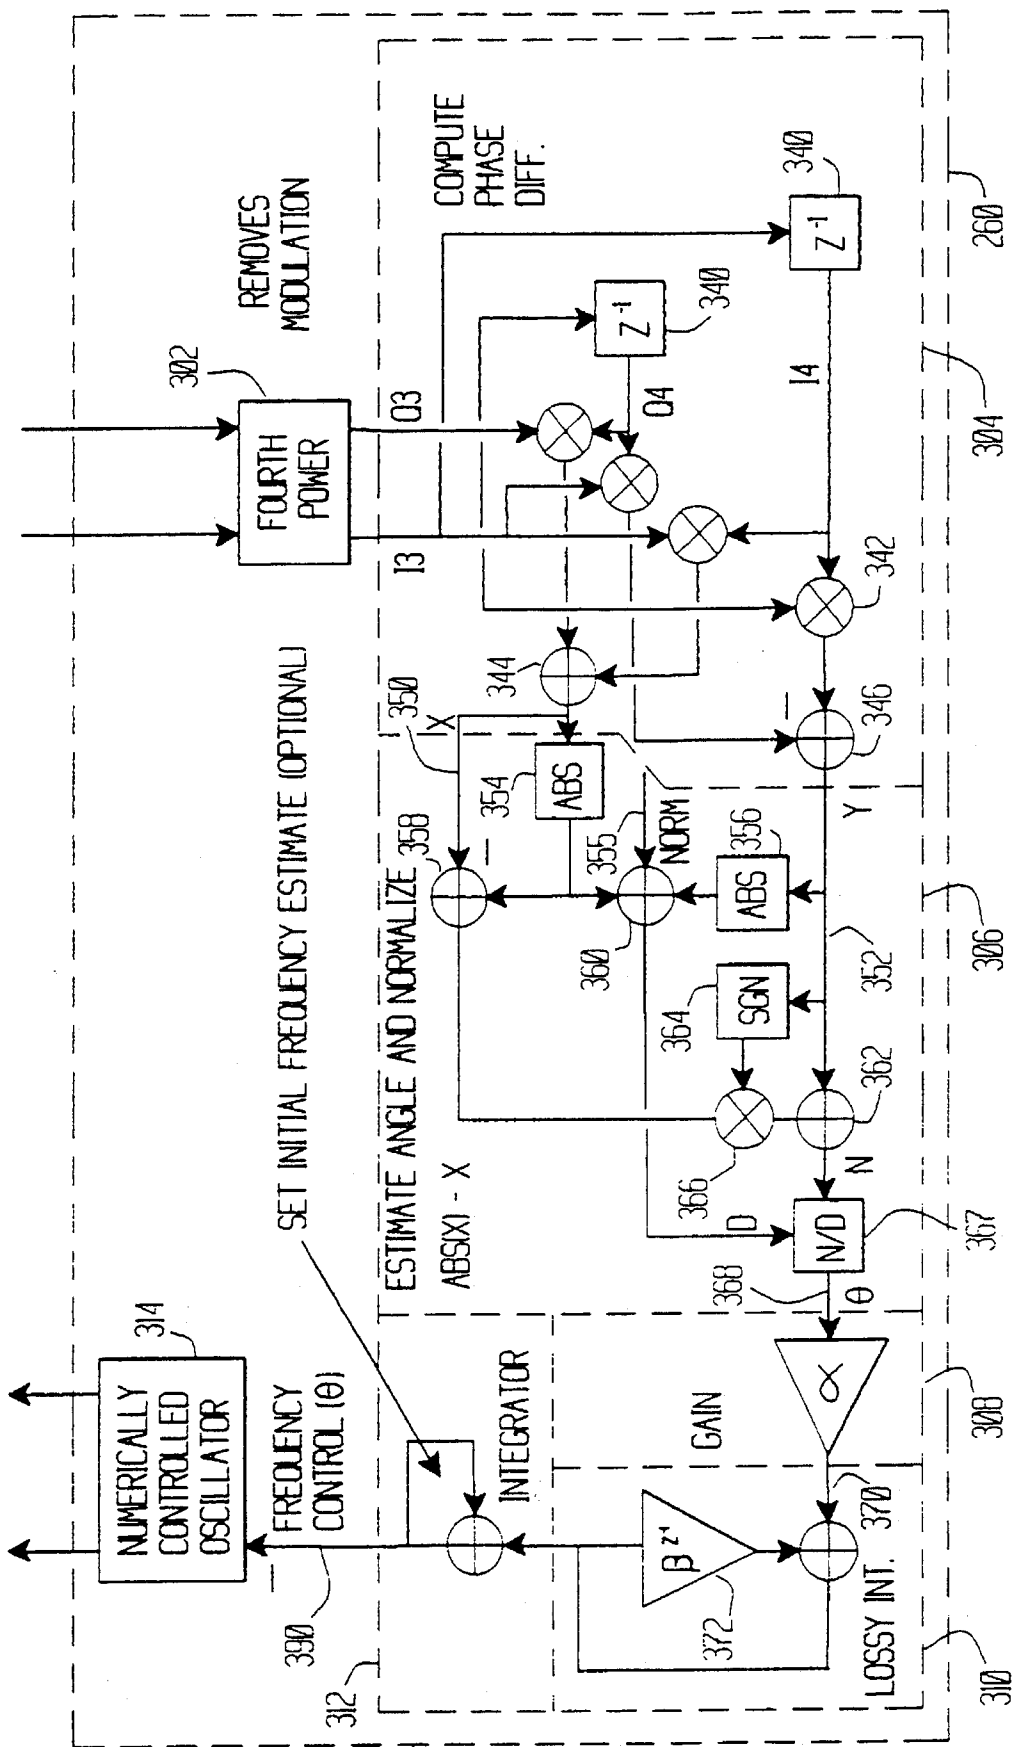 302
FOURTH
POWER
REMOVES
MODULATION
I3
Q3
COMPUTE
PHASE
DIFF.
Z-1
340
Z-1
340
Q4
I4
342
344
346
304
260
SET INITIAL FREQUENCY ESTIMATE (OPTIONAL)
350
X
354
ABS
358
–
355
NORM
360
356
ABS
Y
–
352
306
364
SGN
366
362
N
D
N/D
367
368
θ
ESTIMATE ANGLE AND NORMALIZE
ABS(X) - X
314
NUMERICALLY
CONTROLLED
OSCILLATOR
–
FREQUENCY
CONTROL (θ)
390
312
INTEGRATOR
GAIN
α
308
370
β z-1
372
LOSSY INT.
310